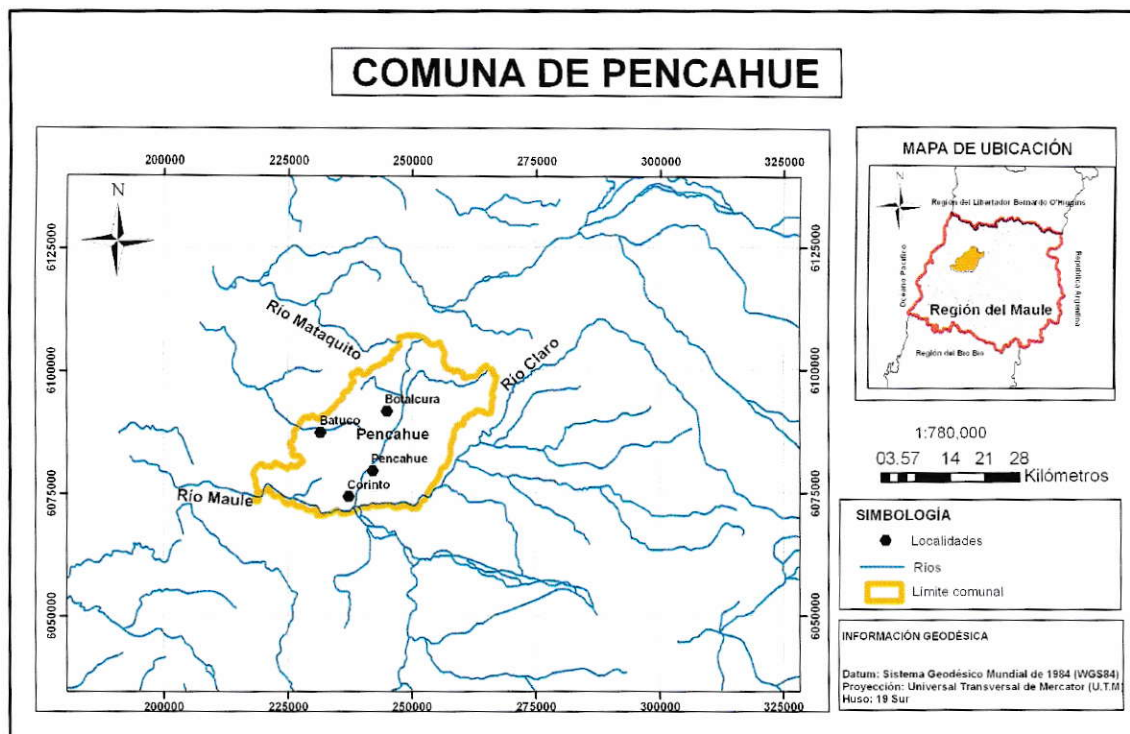 COMUNA DE PENCAHUE
200000 225000 250000 275000 300000 325000
N
6125000
6125000
Río Mataquito
6100000
Río Claro
6100000
Botalcura
Batuco
Pencahue
Pencahue
Corinto
6075000
Río Maule
6075000
6050000
6050000
200000 225000 250000 275000 300000 325000
MAPA DE UBICACIÓN
N
Región del Libertador Bernardo O'Higgins
Océano Pacífico
República Argentina
Región del Maule
Región del Bío Bío
1:780,000
03,57 14 21 28
Kilómetros
SIMBOLOGÍA
Localidades
Ríos
Límite comunal
INFORMACIÓN GEODÉSICA
Datum: Sistema Geodésico Mundial de 1984 (WGS84)
Proyección: Universal Transversal de Mercator (U.T.M
Huso: 19 Sur